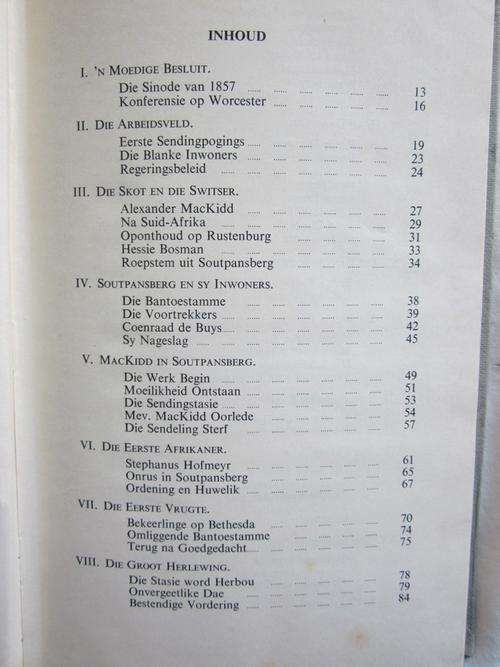 INHOUD
I. 'N MOEDIGE BESLUIT.
Die Sinode van 1857 ..... ..... ..... ..... ..... 13
Konferensie op Worcester ..... ..... ..... ..... ..... 16
II. DIE ARBEIDSVELD.
Eerste Sendingpogings ..... ..... ..... ..... ..... 19
Die Blanke Inwoners ..... ..... ..... ..... ..... 23
Regeringsbeleid ..... ..... ..... ..... ..... 24
III. DIE SKOT EN DIE SWITSER.
Alexander MacKidd ..... ..... ..... ..... ..... 27
Na Suid-Afrika ..... ..... ..... ..... ..... ..... 29
Oponthoud op Rustenburg ..... ..... ..... ..... 31
Hessie Bosman ..... ..... ..... ..... ..... ..... 33
Roepstem uit Soutpansberg ..... ..... ..... ..... 34
IV. SOUTPANSBERG EN SY INWONERS.
Die Bantoestamme ..... ..... ..... ..... ..... 38
Die Voortrekkers ..... ..... ..... ..... ..... ..... 39
Coenraad de Buys ..... ..... ..... ..... ..... 42
Sy Nageslag ..... ..... ..... ..... ..... ..... 45
V. MACKIDD IN SOUTPANSBERG.
Die Werk Begin ..... ..... ..... ..... ..... ..... 49
Moeilikheid Ontstaan ..... ..... ..... ..... ..... 51
Die Sendingstasie ..... ..... ..... ..... ..... 53
Mev. MacKidd Oorlede ..... ..... ..... ..... ..... 54
Die Sendeling Sterf ..... ..... ..... ..... ..... 57
VI. DIE EERSTE AFRIKANER.
Stephanus Hofmeyr ..... ..... ..... ..... ..... 61
Onrus in Soutpansberg ..... ..... ..... ..... ..... 65
Ordening en Huwelik ..... ..... ..... ..... ..... 67
VII. DIE EERSTE VRUGTE.
Bekeerlinge op Bethesda ..... ..... ..... ..... ..... 70
Omliggende Bantoestamme ..... ..... ..... ..... 74
Terug na Goedgedacht ..... ..... ..... ..... ..... 75
VIII. DIE GROOT HERLEWING.
Die Stasie word Herbou ..... ..... ..... ..... ..... 78
Onvergeetlike Dae ..... ..... ..... ..... ..... 79
Bestendige Vordering ..... ..... ..... ..... ..... 84